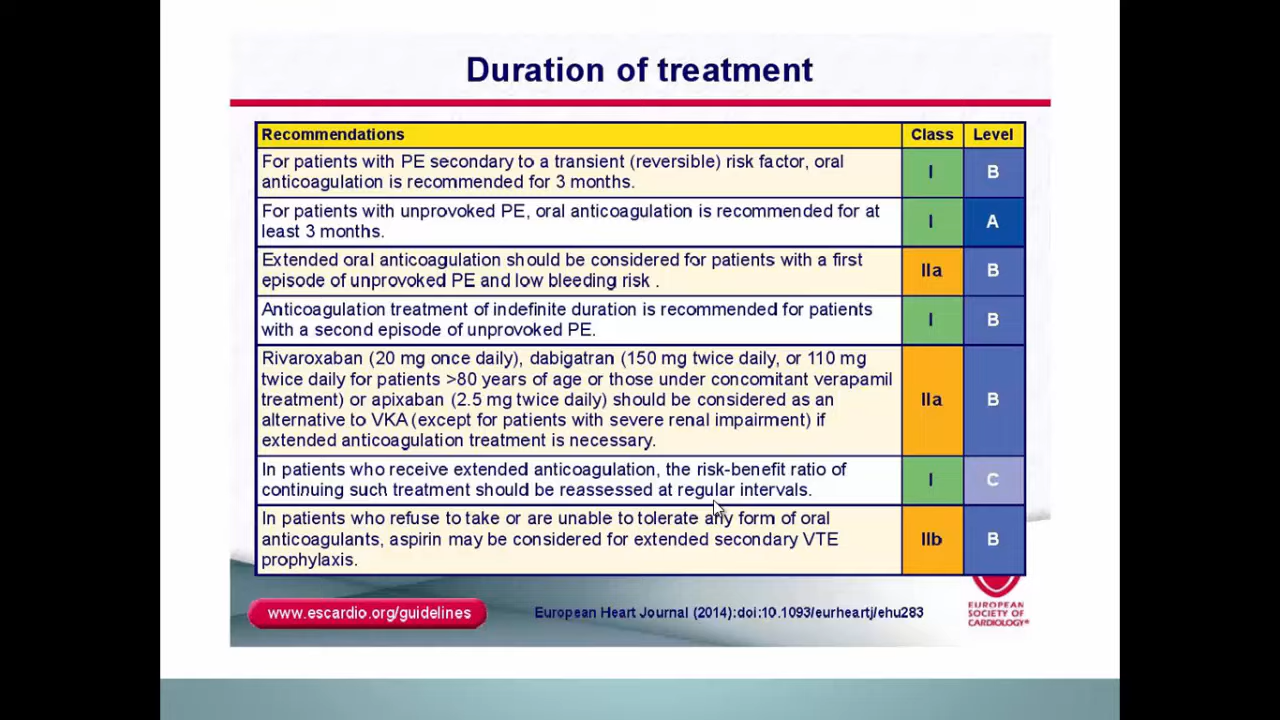 Duration of treatment
Recommendations Class Level
For patients with PE secondary to a transient (reversible) risk factor, oral
anticoagulation is recommended for 3 months.
I B
For patients with unprovoked PE, oral anticoagulation is recommended for at
least 3 months.
I A
Extended oral anticoagulation should be considered for patients with a first
episode of unprovoked PE and low bleeding risk .
IIa B
Anticoagulation treatment of indefinite duration is recommended for patients
with a second episode of unprovoked PE.
I B
Rivaroxaban (20 mg once daily), dabigatran (150 mg twice daily, or 110 mg
twice daily for patients >80 years of age or those under concomitant verapamil
treatment) or apixaban (2.5 mg twice daily) should be considered as an
alternative to VKA (except for patients with severe renal impairment) if
extended anticoagulation treatment is necessary.
IIa B
In patients who receive extended anticoagulation, the risk-benefit ratio of
continuing such treatment should be reassessed at regular intervals.
I C
In patients who refuse to take or are unable to tolerate any form of oral
anticoagulants, aspirin may be considered for extended secondary VTE
prophylaxis.
IIb B
www.escardio.org/guidelines
European Heart Journal (2014):doi:10.1093/eurheartj/ehu283
EUROPEAN
SOCIETY OF
CARDIOLOGY®